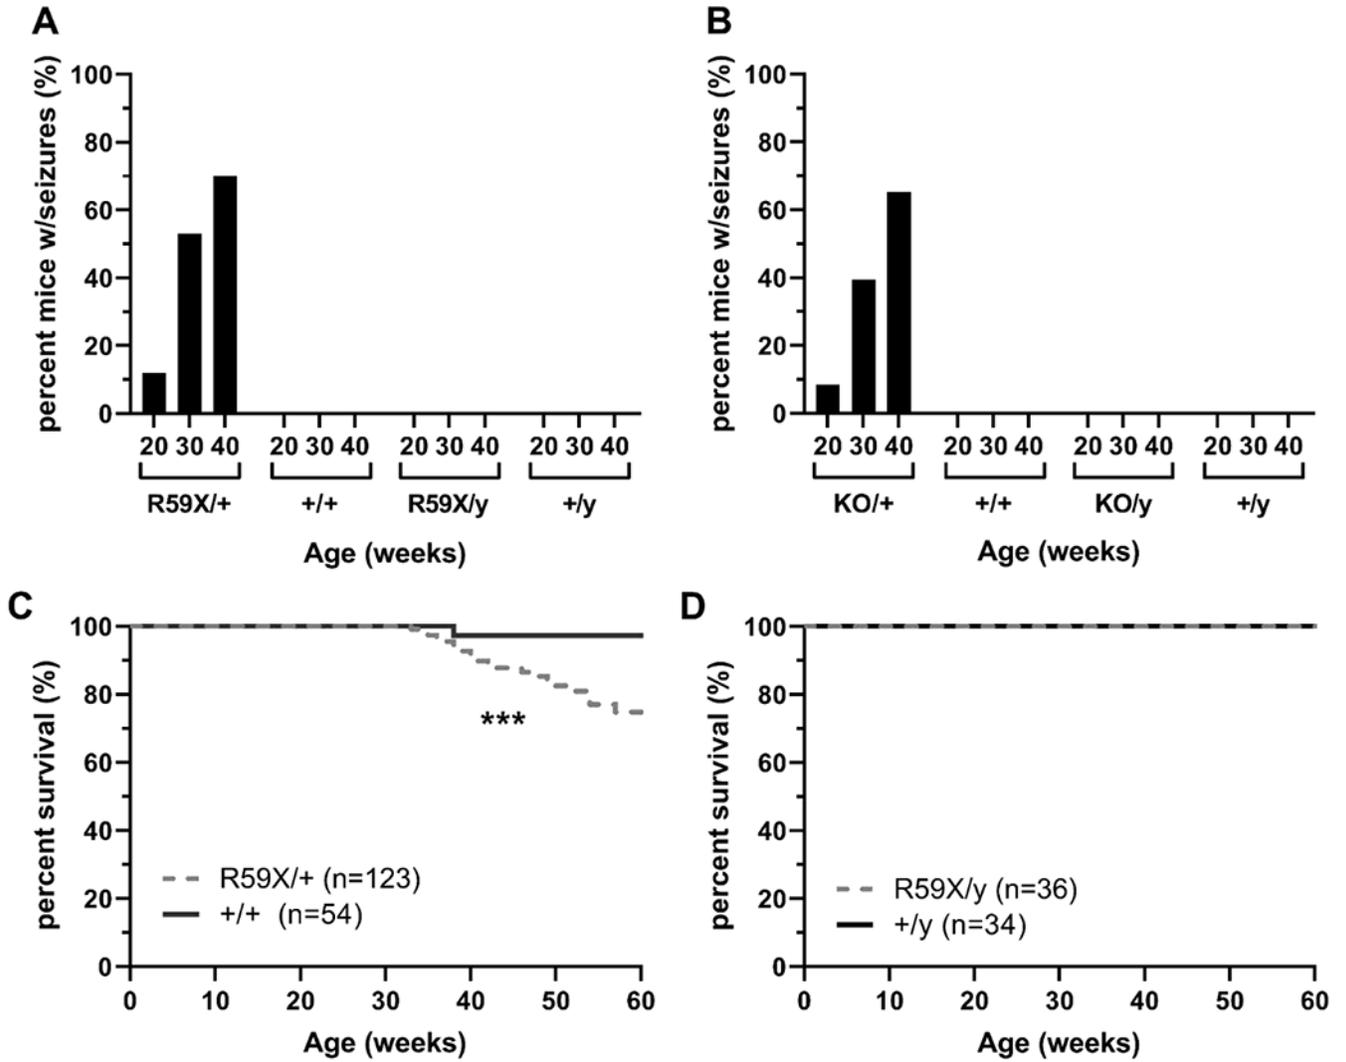 A
percent mice w/seizures (%)
100
80
60
40
20
0
20 30 40 20 30 40 20 30 40 20 30 40
R59X/+ +/+ R59X/y +/y
Age (weeks)
B
percent mice w/seizures (%)
100
80
60
40
20
0
20 30 40 20 30 40 20 30 40 20 30 40
KO/+ +/+ KO/y +/y
Age (weeks)
C
percent survival (%)
100
80
60
40
20
0
***
R59X/+ (n=123)
+/+ (n=54)
0 10 20 30 40 50 60
Age (weeks)
D
percent survival (%)
100
80
60
40
20
0
R59X/y (n=36)
+/y (n=34)
0 10 20 30 40 50 60
Age (weeks)